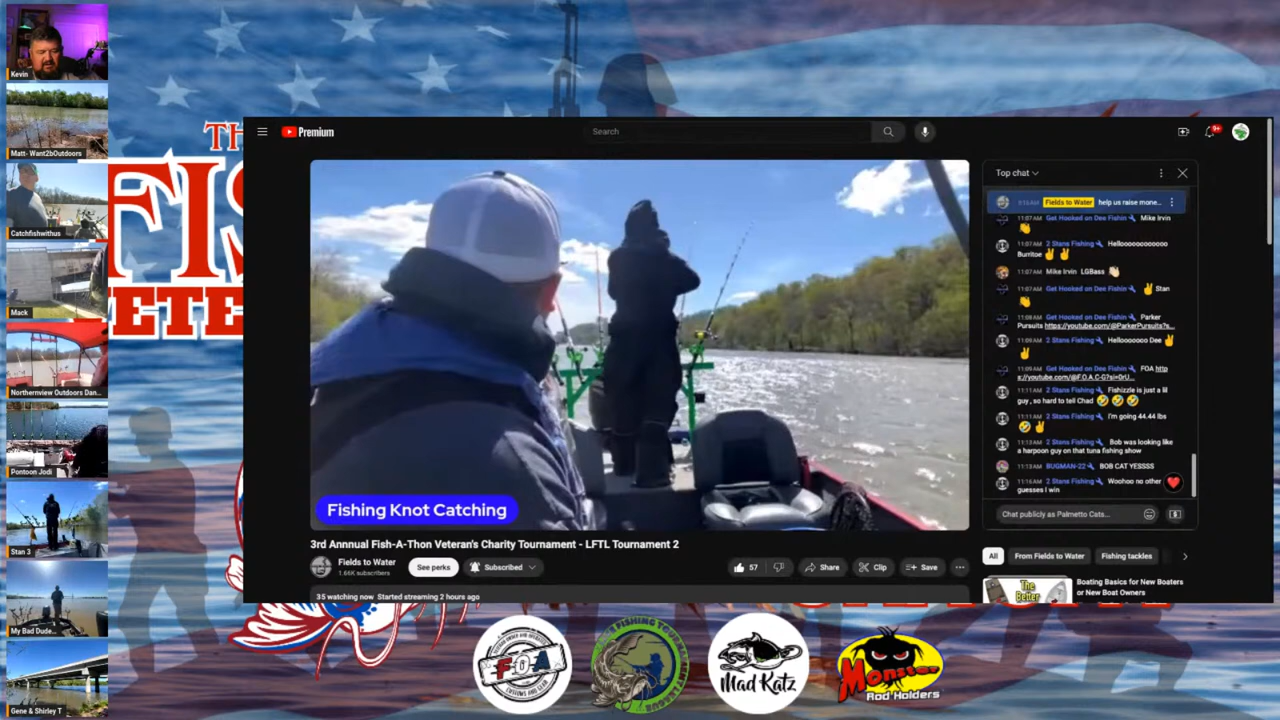 Kevin
Matt- Want2bOutdoors
Catchfishwithus
Mack
Northernview Outdoors Dan...
Pontoon Jodi
Stan 3
My Bad Dude...
Gene & Shirley T
TH
FIS
ETE
Premium
Search
9+
Fishing Knot Catching
3rd Annnual Fish-A-Thon Veteran's Charity Tournament - LFTL Tournament 2
Fields to Water
1.66K subscribers
See perks
Subscribed
57
Share
Clip
Save
35 watching now Started streaming 2 hours ago
Top chat
Fields to Water help us raise mone...
11:07 AM Get Hooked on Dee Fishin Mike Irvin
👏
11:07 AM 2 Stans Fishing Helloooooooooooo
Burritoe ✌ ✌
11:07 AM Mike Irvin LGBass 👋🏻
11:07 AM Get Hooked on Dee Fishin ✌ Stan
👏
11:08 AM Get Hooked on Dee Fishin Parker
Pursuits https://youtube.com/@ParkerPursuits?s...
11:09 AM 2 Stans Fishing Helloooooooo Dee ✌
✌
11:09 AM Get Hooked on Dee Fishin FOA http
s://youtube.com/@F.O.A.C-G?si=0rU...
11:11 AM 2 Stans Fishing Fishizzle is just a lil
guy , so hard to tell Chad 🤣 🤣 🤣
11:11 AM 2 Stans Fishing I'm going 44.44 lbs
🤣 ✌
11:13 AM 2 Stans Fishing Bob was looking like
a harpoon guy on that tuna fishing show
11:13 AM BUGMAN-22 BOB CAT YESSSS
11:16 AM 2 Stans Fishing Woohoo no other
guesses I win
Chat publicly as Palmetto Cats...
All
From Fields to Water
Fishing tackles
The
Better
Boating Basics for New Boaters
or New Boat Owners
F-O-A
Mad Katz
Monster
Rod Holders